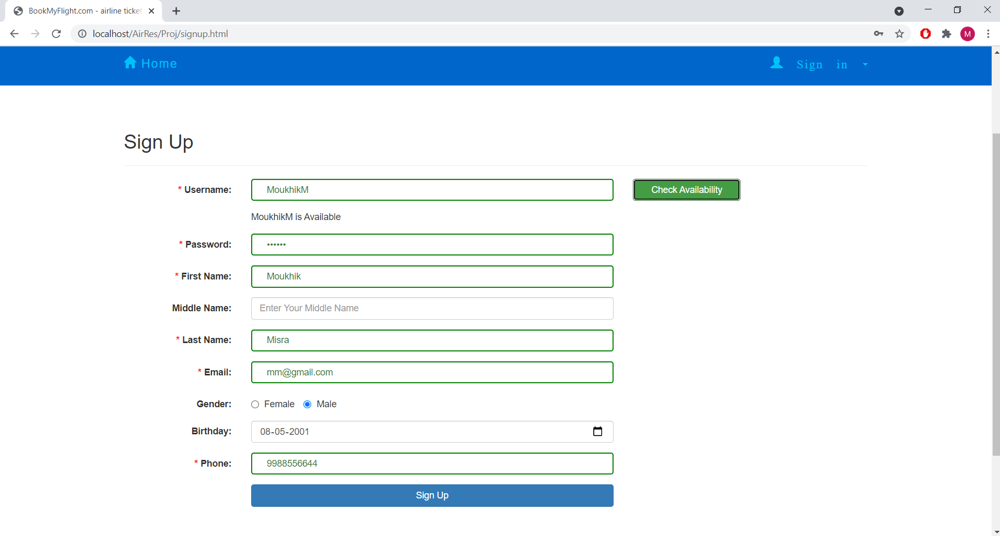 BookMyFlight.com - airline ticket
localhost/AirRes/Proj/signup.html
M
Home
Sign in
Sign Up
* Username:
MoukhikM
Check Availability
MoukhikM is Available
* Password:
••••••
* First Name:
Moukhik
Middle Name:
Enter Your Middle Name
* Last Name:
Misra
* Email:
mm@gmail.com
Gender:
Female Male
Birthday:
08-05-2001
* Phone:
9988556644
Sign Up